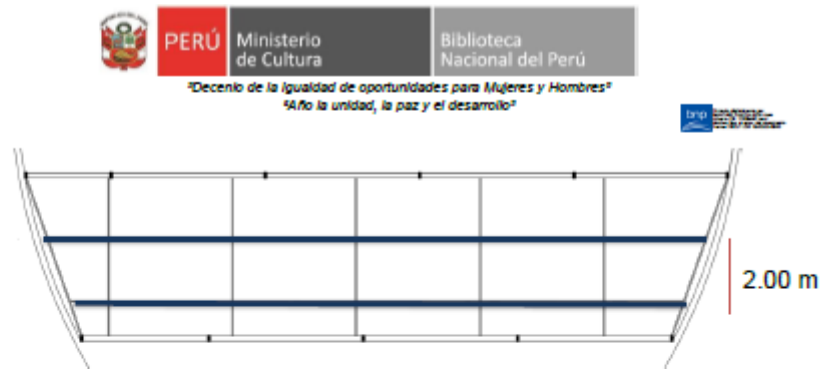 PERÚ
Ministerio
de Cultura
Biblioteca
Nacional del Perú
"Decenio de la Igualdad de oportunidades para Mujeres y Hombres"
"Año la unidad, la paz y el desarrollo"
bnp
2.00 m